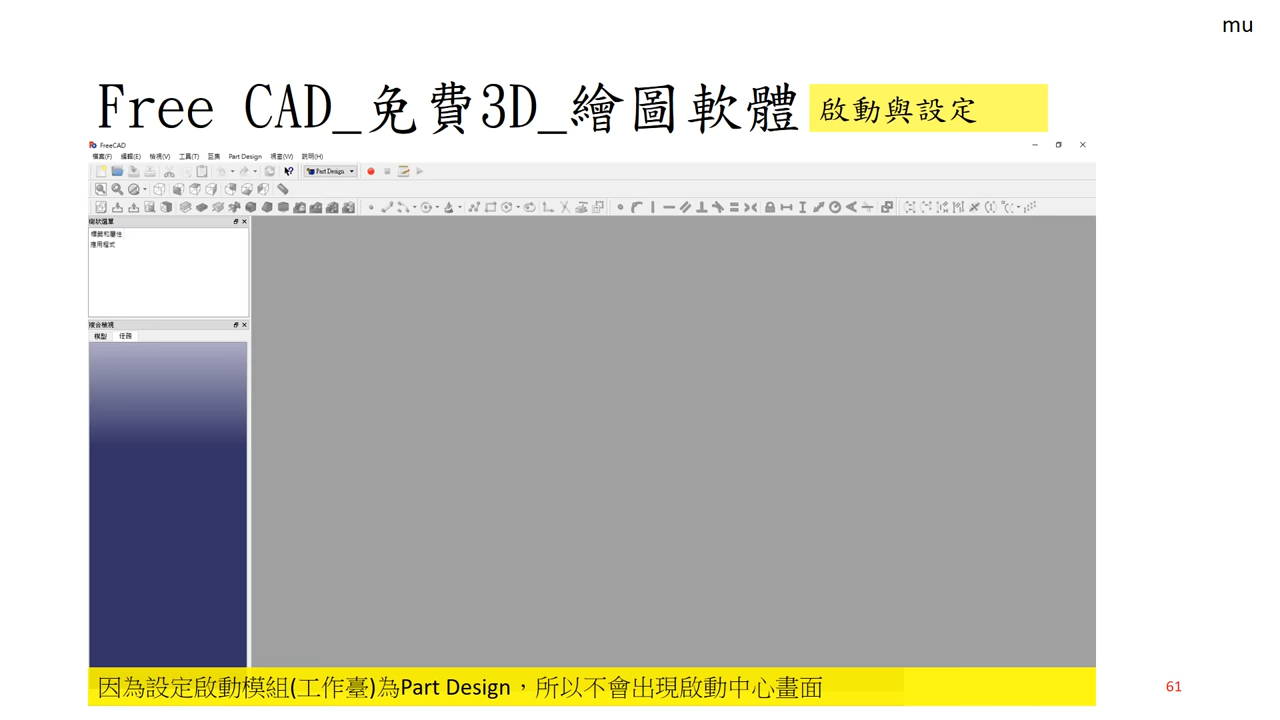 mu
Free CAD_免費3D_繪圖軟體 啟動與設定
FreeCAD
檔案(F) 編輯(E) 檢視(V) 工具(T) 巨集 Part Design 視窗(W) 說明(H)
Part Design
樹狀選單
標籤和屬性
應用程式
複合檢視
模型 任務
因為設定啟動模組(工作臺)為Part Design，所以不會出現啟動中心畫面
61